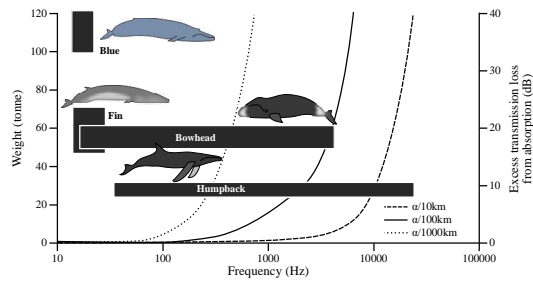 120
100
80
60
40
20
0
Weight (tonne)
Blue
Fin
Bowhead
Humpback
40
30
20
10
0
Excess transmission loss
from absorption (dB)
α/10km
α/100km
α/1000km
10
100
1000
10000
100000
Frequency (Hz)